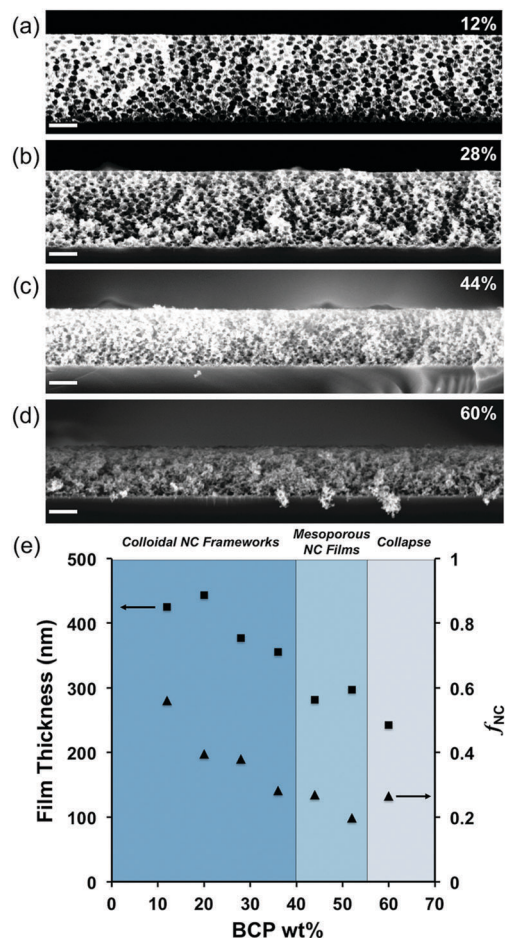 (a)
12%
(b)
28%
(c)
44%
(d)
60%
(e)
Colloidal NC Frameworks
Mesoporous
NC Films
Collapse
500
400
300
200
100
0
Film Thickness (nm)
1
0.8
0.6
0.4
0.2
0
fNC
0 10 20 30 40 50 60 70
BCP wt%